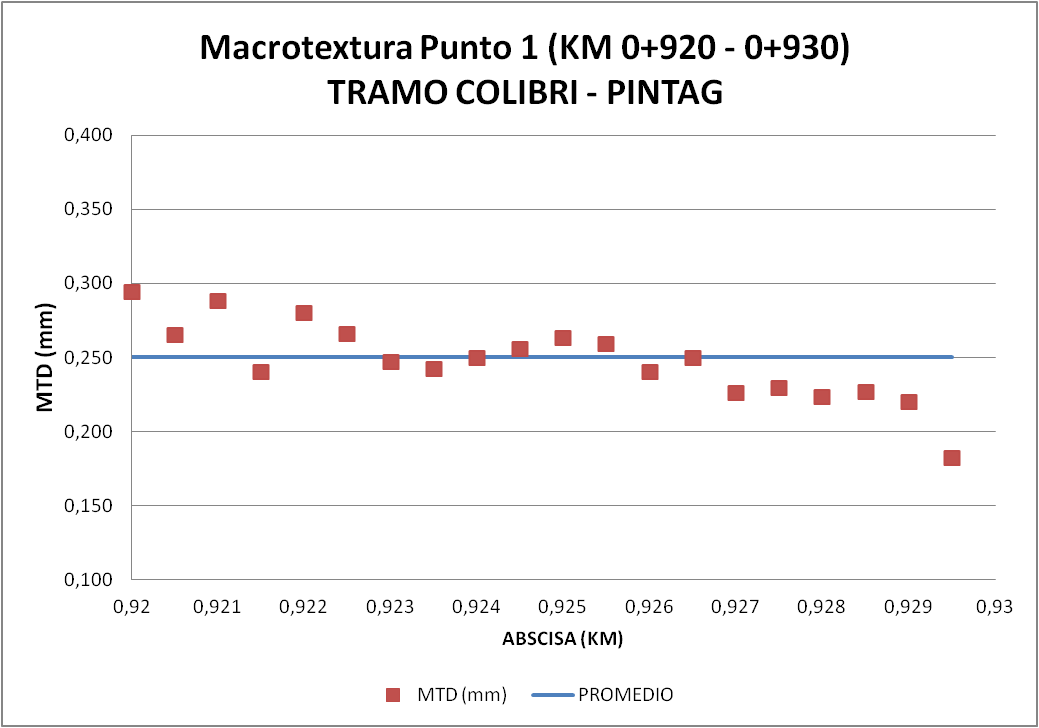 Macrotextura Punto 1 (KM 0+920 - 0+930)
TRAMO COLIBRI - PINTAG
0,400
0,350
0,300
0,250
0,200
0,150
0,100
MTD (mm)
0,92 0,921 0,922 0,923 0,924 0,925 0,926 0,927 0,928 0,929 0,93
ABSCISA (KM)
MTD (mm) PROMEDIO